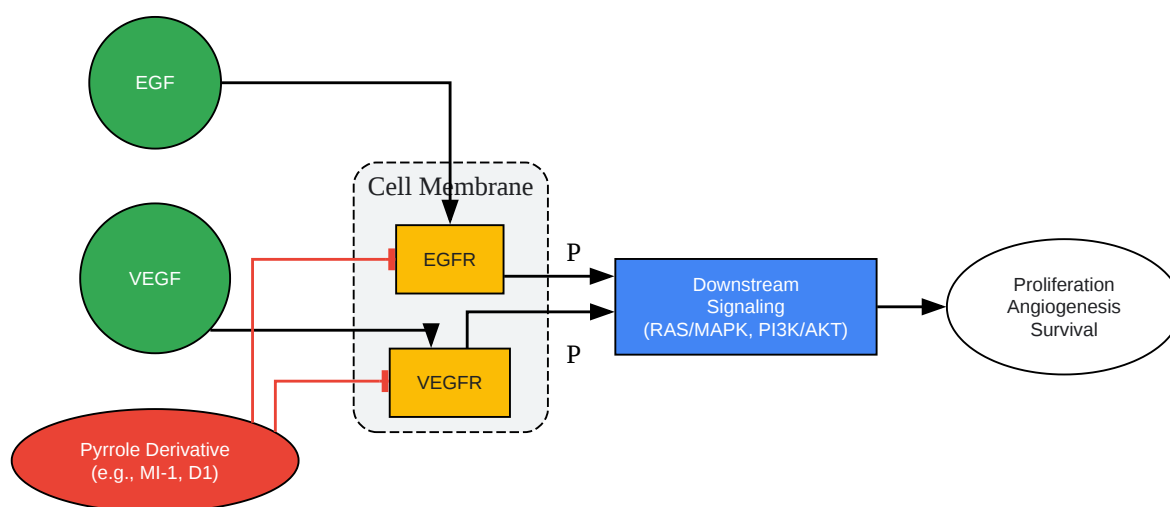 EGF
Cell Membrane
EGFR
P
VEGF
Downstream
Signaling
(RAS/MAPK, PI3K/AKT)
Proliferation
Angiogenesis
Survival
P
VEGFR
Pyrrole Derivative
(e.g., MI-1, D1)